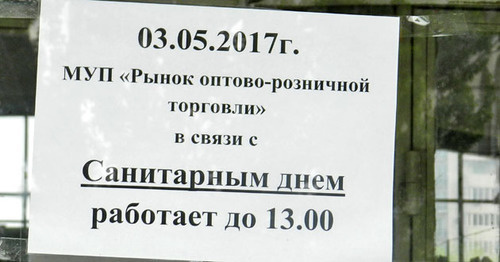 03.05.2017г.
МУП «Рынок оптово-розничной
торговли»
в связи с
Санитарным днем
работает до 13.00